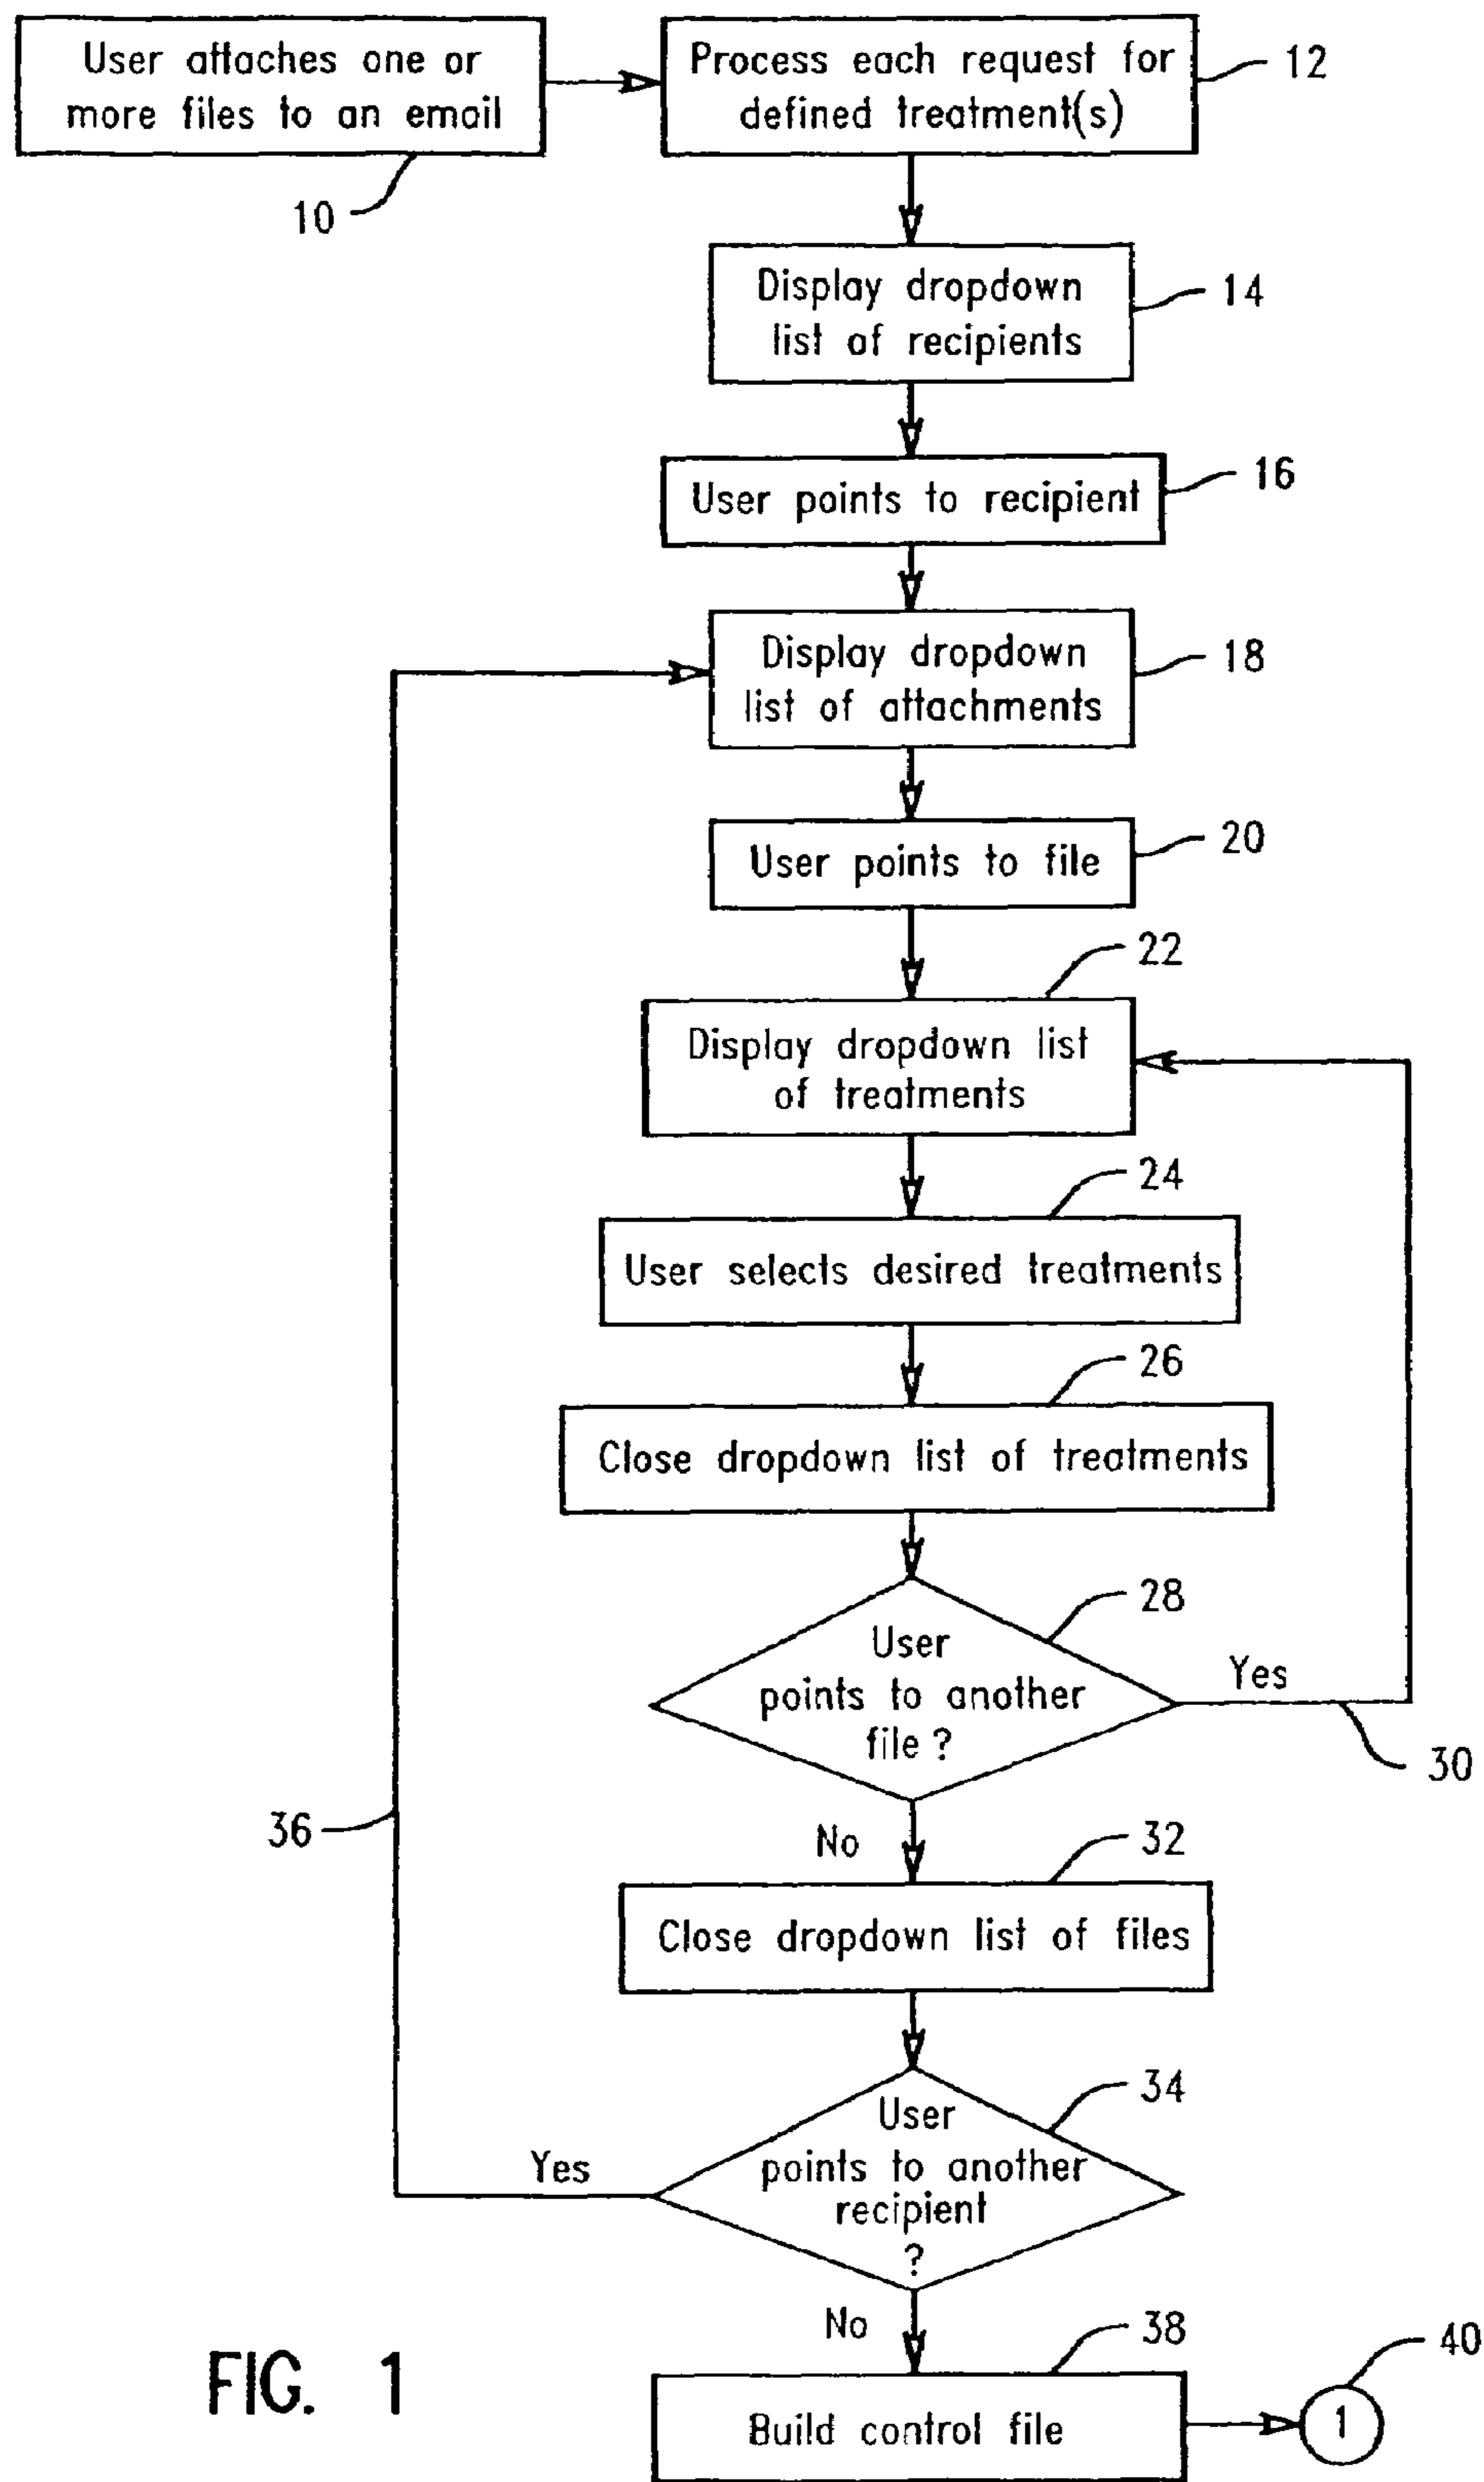 User attaches one or
more files to an email
10
Process each request for
defined treatment(s)
12
Display dropdown
list of recipients
14
User points to recipient
16
Display dropdown
list of attachments
18
User points to file
20
22
Display dropdown list
of treatments
24
User selects desired treatments
26
Close dropdown list of treatments
28
User
points to another
file ?
Yes
30
36
No
32
Close dropdown list of files
34
User
points to another
recipient
?
Yes
No
38
Build control file
40
1
FIG. 1